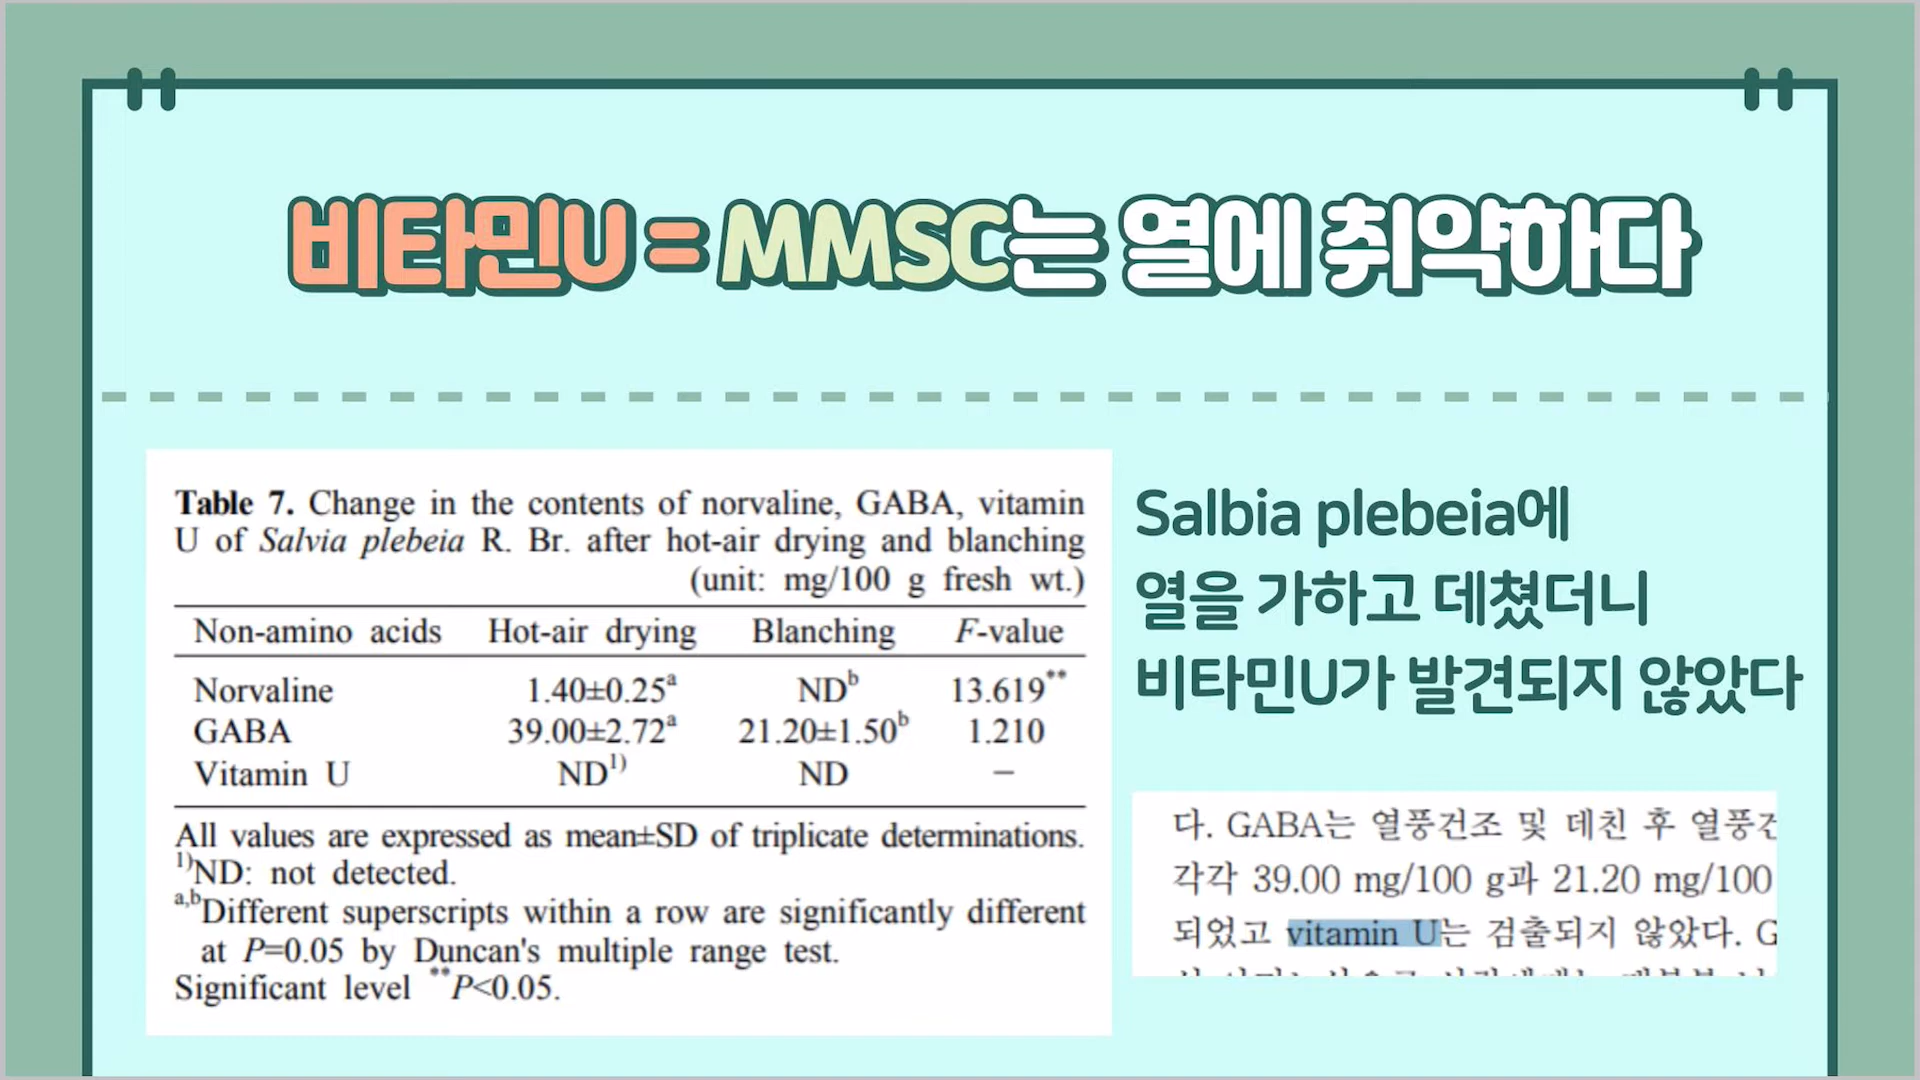 비타민U = MMSC는 열에 취약하다
Table 7. Change in the contents of norvaline, GABA, vitamin
U of Salvia plebeia R. Br. after hot-air drying and blanching
(unit: mg/100 g fresh wt.)
Non-amino acids Hot-air drying Blanching F-value
Norvaline 1.40±0.25ᵃ NDᵇ 13.619**
GABA 39.00±2.72ᵃ 21.20±1.50ᵇ 1.210
Vitamin U ND¹⁾ ND −
All values are expressed as mean±SD of triplicate determinations.
¹⁾ND: not detected.
ᵃ,ᵇDifferent superscripts within a row are significantly different
at P=0.05 by Duncan's multiple range test.
Significant level **P<0.05.
Salbia plebeia에
열을 가하고 데쳤더니
비타민U가 발견되지 않았다
다. GABA는 열풍건조 및 데친 후 열풍건
각각 39.00 mg/100 g과 21.20 mg/100
되었고 vitamin U는 검출되지 않았다. G